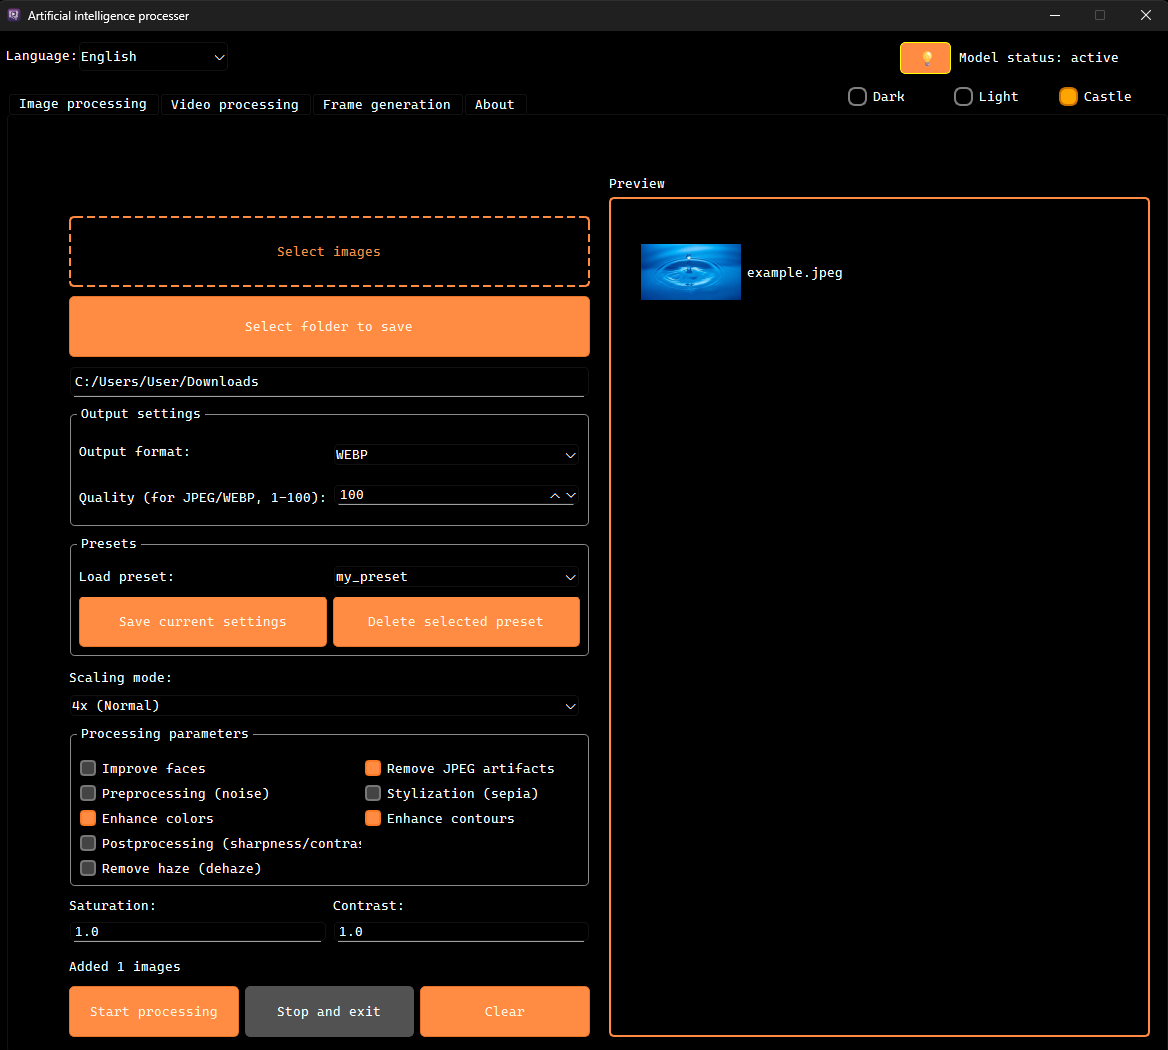 Artificial intelligence processer
Language: English
Model status: active
Dark Light Castle
Image processing Video processing Frame generation About
Preview
Select images
example.jpeg
Select folder to save
C:/Users/User/Downloads
Output settings
Output format: WEBP
Quality (for JPEG/WEBP, 1-100): 100
Presets
Load preset: my_preset
Save current settings Delete selected preset
Scaling mode:
4x (Normal)
Processing parameters
Improve faces Remove JPEG artifacts
Preprocessing (noise) Stylization (sepia)
Enhance colors Enhance contours
Postprocessing (sharpness/contras
Remove haze (dehaze)
Saturation: Contrast:
1.0 1.0
Added 1 images
Start processing Stop and exit Clear